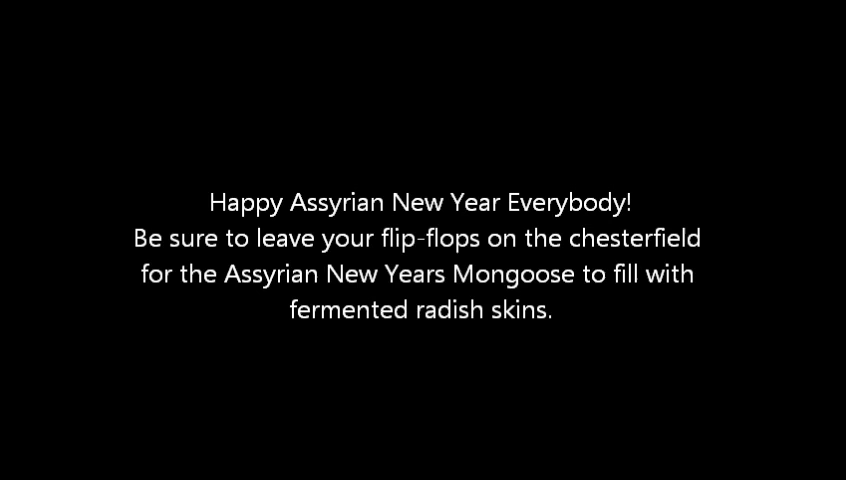 Happy Assyrian New Year Everybody!
Be sure to leave your flip-flops on the chesterfield
for the Assyrian New Years Mongoose to fill with
fermented radish skins.